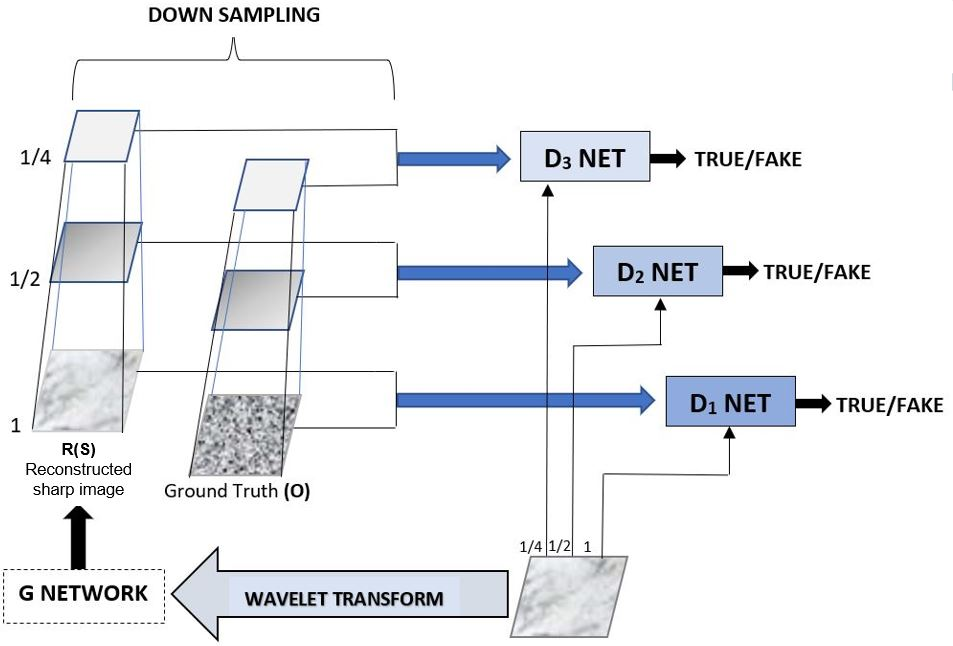 DOWN SAMPLING
1/4
D₃ NET
TRUE/FAKE
1/2
D₂ NET
TRUE/FAKE
1
D₁ NET
TRUE/FAKE
R(S)
Reconstructed
sharp image
Ground Truth (O)
1/4 1/2 1
G NETWORK
WAVELET TRANSFORM